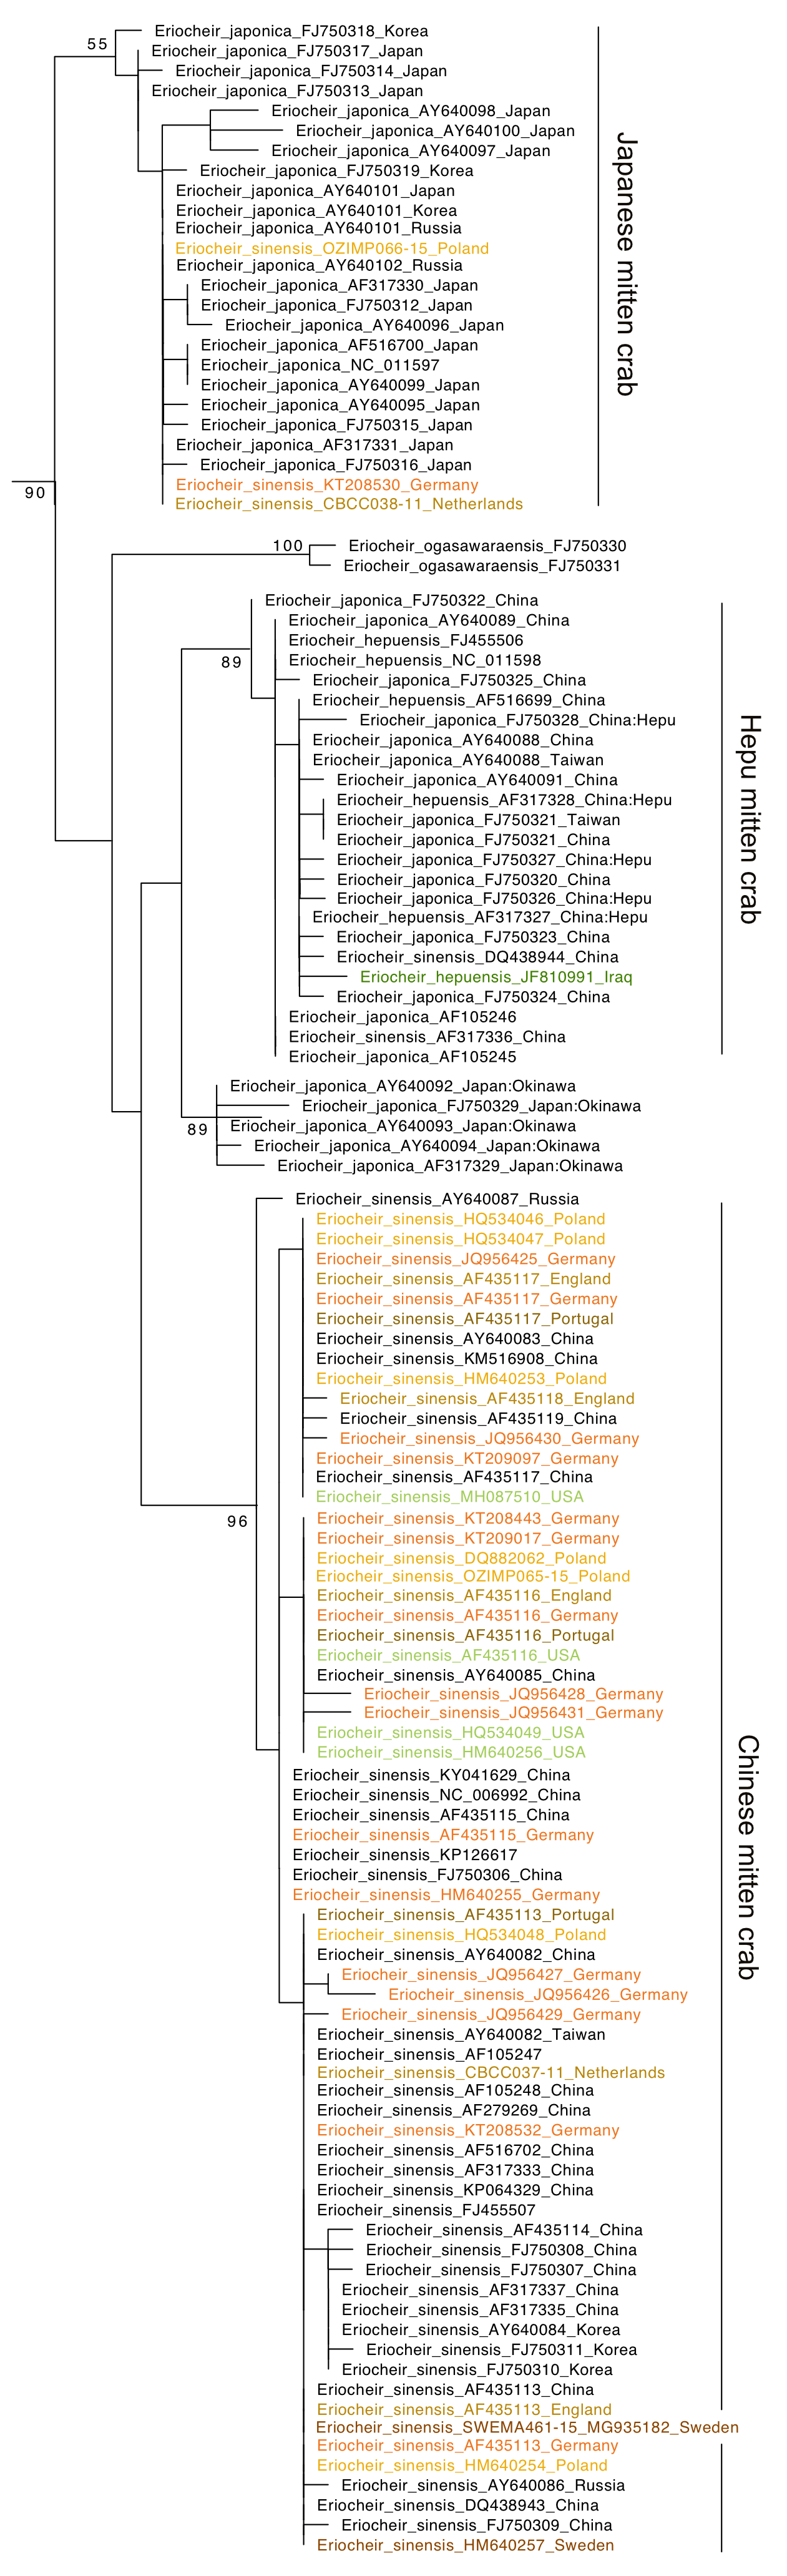 Eriocheir_japonica_FJ750318_Korea
55
Eriocheir_japonica_FJ750317_Japan
Eriocheir_japonica_FJ750314_Japan
Eriocheir_japonica_FJ750313_Japan
Eriocheir_japonica_AY640098_Japan
Eriocheir_japonica_AY640100_Japan
Eriocheir_japonica_AY640097_Japan
Eriocheir_japonica_FJ750319_Korea
Eriocheir_japonica_AY640101_Japan
Eriocheir_japonica_AY640101_Korea
Eriocheir_japonica_AY640101_Russia
Eriocheir_sinensis_OZIMP066-15_Poland
Eriocheir_japonica_AY640102_Russia
Eriocheir_japonica_AF317330_Japan
Eriocheir_japonica_FJ750312_Japan
Eriocheir_japonica_AY640096_Japan
Eriocheir_japonica_AF516700_Japan
Eriocheir_japonica_NC_011597
Eriocheir_japonica_AY640099_Japan
Eriocheir_japonica_AY640095_Japan
Eriocheir_japonica_FJ750315_Japan
Eriocheir_japonica_AF317331_Japan
Eriocheir_japonica_FJ750316_Japan
Eriocheir_sinensis_KT208530_Germany
Eriocheir_sinensis_CBCC038-11_Netherlands
Japanese mitten crab
90
100
Eriocheir_ogasawaraensis_FJ750330
Eriocheir_ogasawaraensis_FJ750331
Eriocheir_japonica_FJ750322_China
Eriocheir_japonica_AY640089_China
Eriocheir_hepuensis_FJ455506
Eriocheir_hepuensis_NC_011598
89
Eriocheir_japonica_FJ750325_China
Eriocheir_hepuensis_AF516699_China
Eriocheir_japonica_FJ750328_China:Hepu
Eriocheir_japonica_AY640088_China
Eriocheir_japonica_AY640088_Taiwan
Eriocheir_japonica_AY640091_China
Eriocheir_hepuensis_AF317328_China:Hepu
Eriocheir_japonica_FJ750321_Taiwan
Eriocheir_japonica_FJ750321_China
Eriocheir_japonica_FJ750327_China:Hepu
Eriocheir_japonica_FJ750320_China
Eriocheir_japonica_FJ750326_China:Hepu
Eriocheir_hepuensis_AF317327_China:Hepu
Eriocheir_japonica_FJ750323_China
Eriocheir_sinensis_DQ438944_China
Eriocheir_hepuensis_JF810991_Iraq
Eriocheir_japonica_FJ750324_China
Eriocheir_japonica_AF105246
Eriocheir_sinensis_AF317336_China
Eriocheir_japonica_AF105245
Hepu mitten crab
Eriocheir_japonica_AY640092_Japan:Okinawa
Eriocheir_japonica_FJ750329_Japan:Okinawa
Eriocheir_japonica_AY640093_Japan:Okinawa
89
Eriocheir_japonica_AY640094_Japan:Okinawa
Eriocheir_japonica_AF317329_Japan:Okinawa
Eriocheir_sinensis_AY640087_Russia
Eriocheir_sinensis_HQ534046_Poland
Eriocheir_sinensis_HQ534047_Poland
Eriocheir_sinensis_JQ956425_Germany
Eriocheir_sinensis_AF435117_England
Eriocheir_sinensis_AF435117_Germany
Eriocheir_sinensis_AF435117_Portugal
Eriocheir_sinensis_AY640083_China
Eriocheir_sinensis_KM516908_China
Eriocheir_sinensis_HM640253_Poland
Eriocheir_sinensis_AF435118_England
Eriocheir_sinensis_AF435119_China
Eriocheir_sinensis_JQ956430_Germany
Eriocheir_sinensis_KT209097_Germany
Eriocheir_sinensis_AF435117_China
Eriocheir_sinensis_MH087510_USA
96
Eriocheir_sinensis_KT208443_Germany
Eriocheir_sinensis_KT209017_Germany
Eriocheir_sinensis_DQ882062_Poland
Eriocheir_sinensis_OZIMP065-15_Poland
Eriocheir_sinensis_AF435116_England
Eriocheir_sinensis_AF435116_Germany
Eriocheir_sinensis_AF435116_Portugal
Eriocheir_sinensis_AF435116_USA
Eriocheir_sinensis_AY640085_China
Eriocheir_sinensis_JQ956428_Germany
Eriocheir_sinensis_JQ956431_Germany
Eriocheir_sinensis_HQ534049_USA
Eriocheir_sinensis_HM640256_USA
Eriocheir_sinensis_KY041629_China
Eriocheir_sinensis_NC_006992_China
Eriocheir_sinensis_AF435115_China
Eriocheir_sinensis_AF435115_Germany
Eriocheir_sinensis_KP126617
Eriocheir_sinensis_FJ750306_China
Eriocheir_sinensis_HM640255_Germany
Eriocheir_sinensis_AF435113_Portugal
Eriocheir_sinensis_HQ534048_Poland
Eriocheir_sinensis_AY640082_China
Eriocheir_sinensis_JQ956427_Germany
Eriocheir_sinensis_JQ956426_Germany
Eriocheir_sinensis_JQ956429_Germany
Eriocheir_sinensis_AY640082_Taiwan
Eriocheir_sinensis_AF105247
Eriocheir_sinensis_CBCC037-11_Netherlands
Eriocheir_sinensis_AF105248_China
Eriocheir_sinensis_AF279269_China
Eriocheir_sinensis_KT208532_Germany
Eriocheir_sinensis_AF516702_China
Eriocheir_sinensis_AF317333_China
Eriocheir_sinensis_KP064329_China
Eriocheir_sinensis_FJ455507
Eriocheir_sinensis_AF435114_China
Eriocheir_sinensis_FJ750308_China
Eriocheir_sinensis_FJ750307_China
Eriocheir_sinensis_AF317337_China
Eriocheir_sinensis_AF317335_China
Eriocheir_sinensis_AY640084_Korea
Eriocheir_sinensis_FJ750311_Korea
Eriocheir_sinensis_FJ750310_Korea
Eriocheir_sinensis_AF435113_China
Eriocheir_sinensis_AF435113_England
Eriocheir_sinensis_SWEMA461-15_MG935182_Sweden
Eriocheir_sinensis_AF435113_Germany
Eriocheir_sinensis_HM640254_Poland
Eriocheir_sinensis_AY640086_Russia
Eriocheir_sinensis_DQ438943_China
Eriocheir_sinensis_FJ750309_China
Eriocheir_sinensis_HM640257_Sweden
Chinese mitten crab